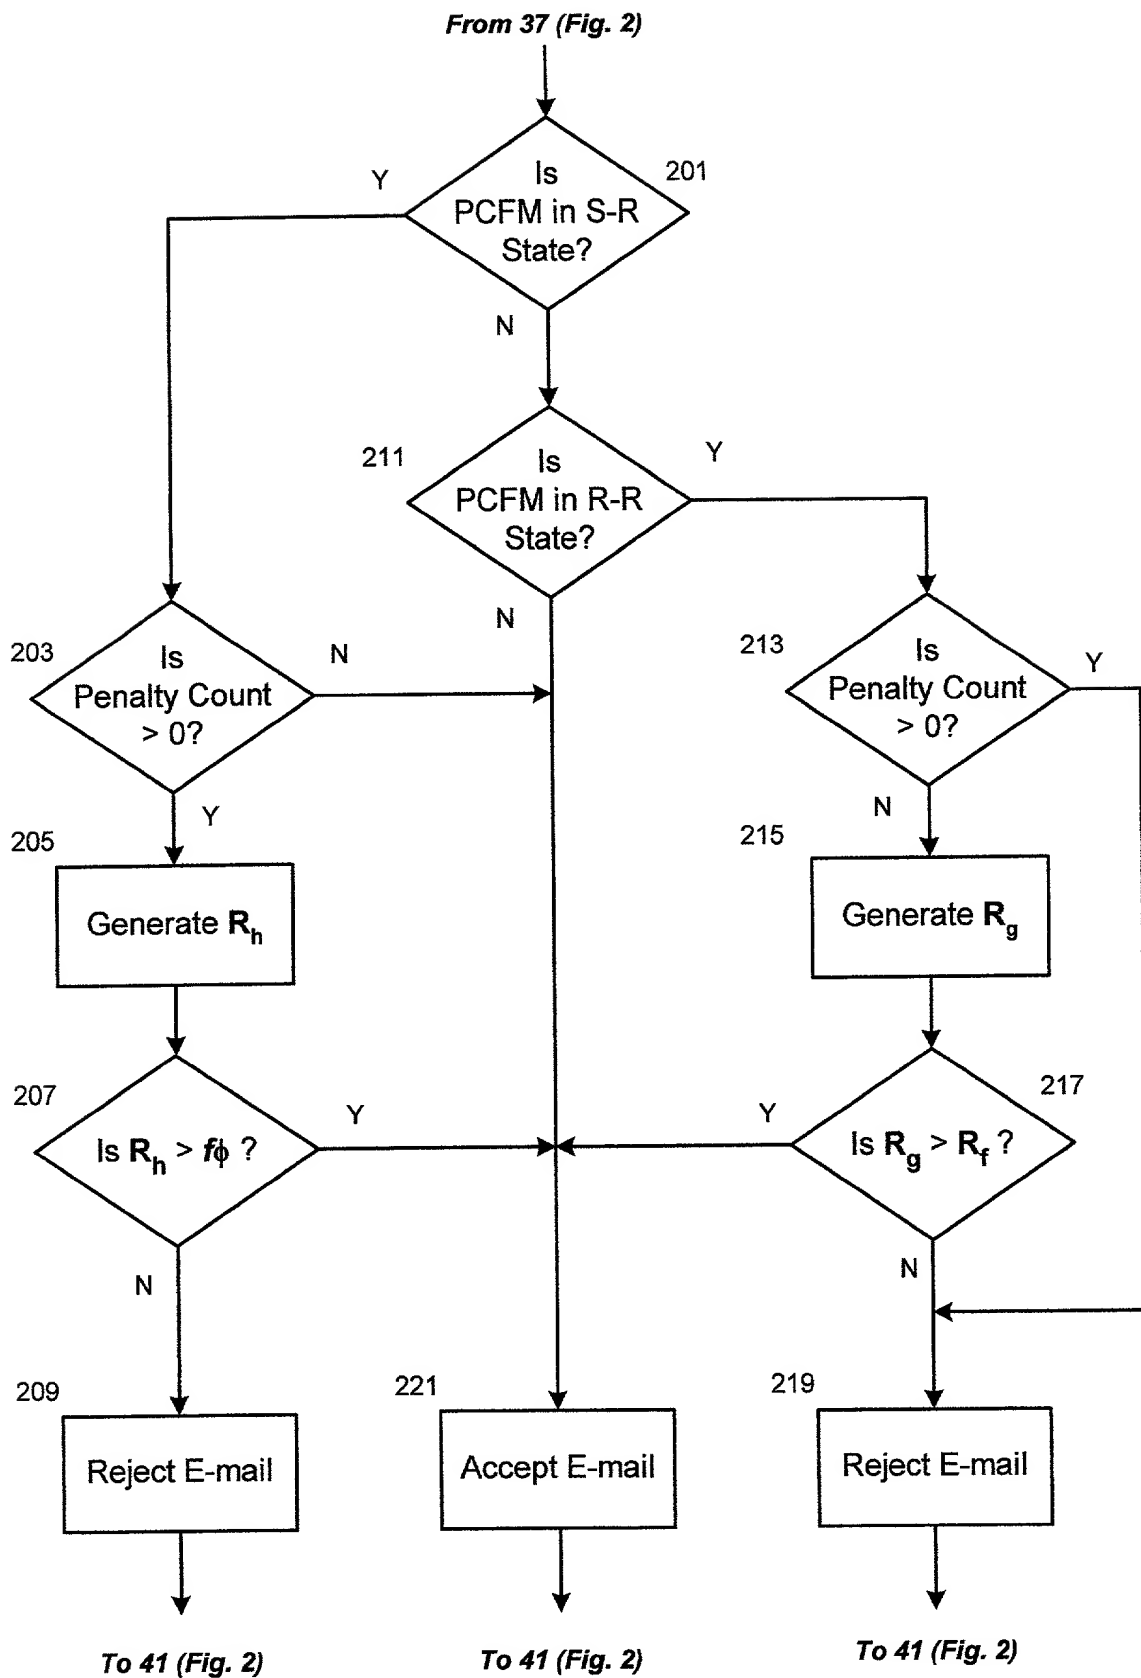 From 37 (Fig. 2)
Y
Is
PCFM in S-R
State?
201
N
211
Is
PCFM in R-R
State?
Y
N
203
Is
Penalty Count
> 0?
N
213
Is
Penalty Count
> 0?
Y
Y
N
205
Generate Rh
215
Generate Rg
207
Is Rh > fϕ ?
Y
Y
Is Rg > Rf ?
217
N
N
209
Reject E-mail
221
Accept E-mail
219
Reject E-mail
To 41 (Fig. 2)
To 41 (Fig. 2)
To 41 (Fig. 2)